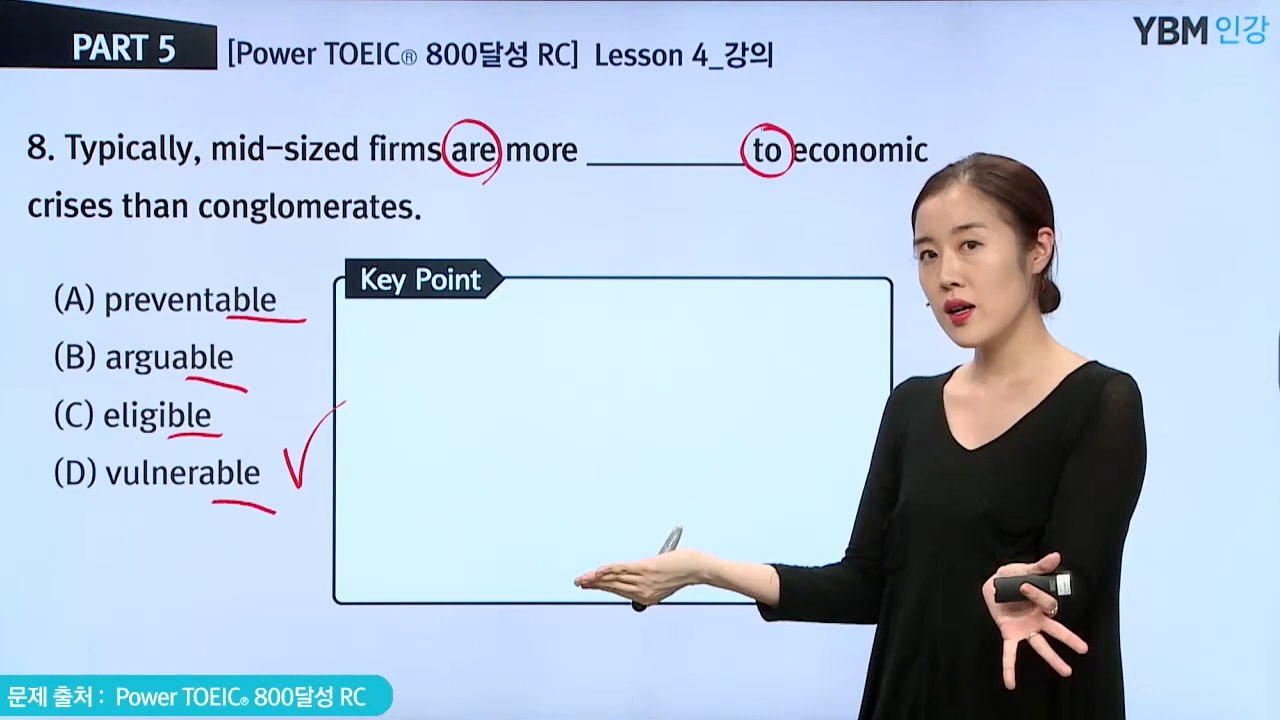 PART 5
[Power TOEIC® 800달성 RC] Lesson 4_강의
YBM 인강
8. Typically, mid-sized firms are more __________ to economic
crises than conglomerates.
(A) preventable
(B) arguable
(C) eligible
(D) vulnerable
Key Point
문제 출처 : Power TOEIC® 800달성 RC